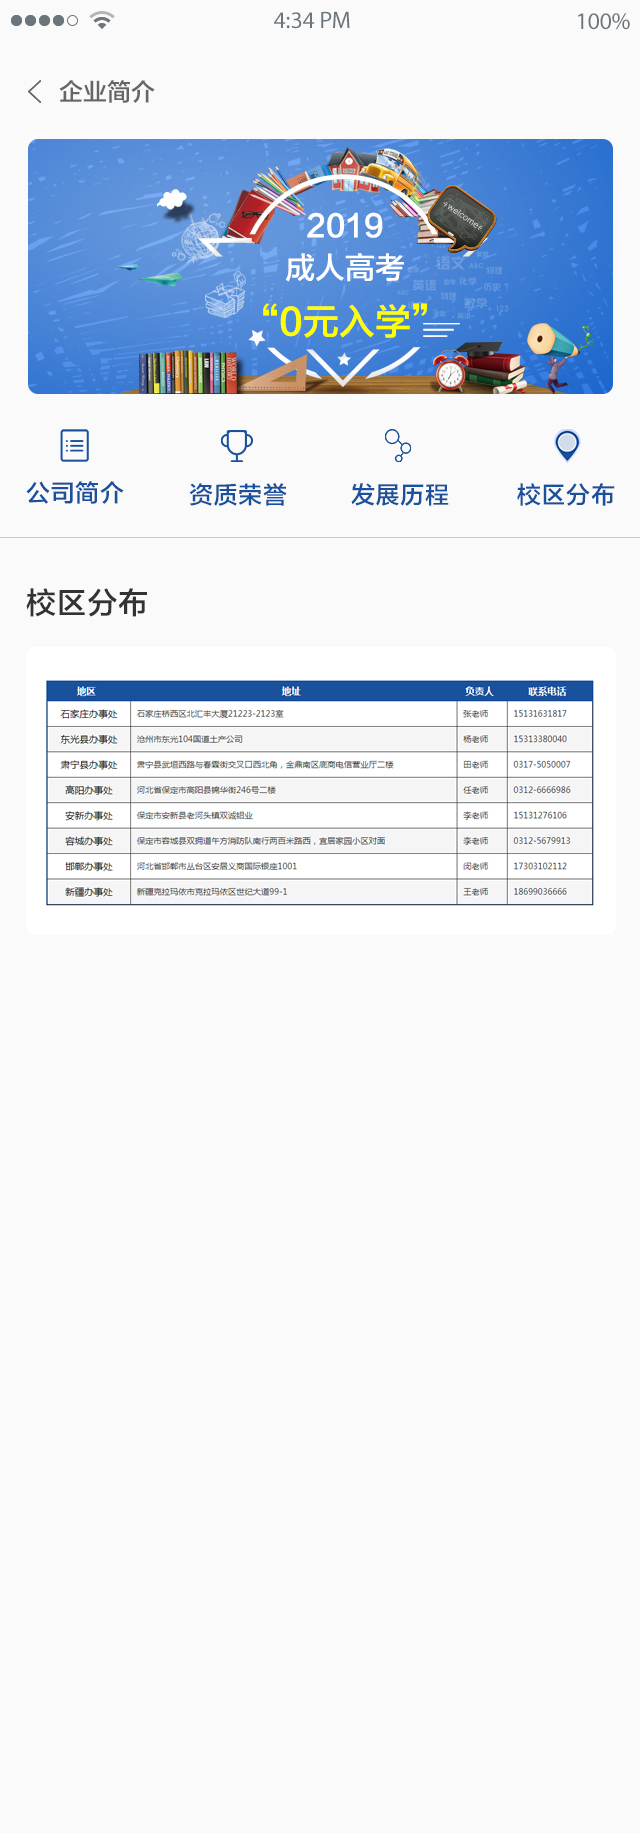 4:34 PM 100%
企业简介
welcome
2019
成人高考
“0元入学”
语文
英语
数学
公司简介 资质荣誉 发展历程 校区分布
校区分布
地区 地址 负责人 联系电话
石家庄办事处 石家庄桥西区北汇丰大厦21223-2123室 张老师 15131631817
东光县办事处 沧州市东光104国道土产公司 杨老师 15313380040
肃宁县办事处 肃宁县武垣西路与春霖街交叉口西北角，金鼎南区底商电信营业厅二楼 田老师 0317-5050007
高阳办事处 河北省保定市高阳县锦华街246号二楼 任老师 0312-6666986
安新办事处 保定市安新县老河头镇双诚铝业 李老师 15131276106
容城办事处 保定市容城县双拥道午方消防队南行两百米路西，宜居家园小区对面 李老师 0312-5679913
邯郸办事处 河北省邯郸市丛台区安居义商国际银座1001 闵老师 17303102112
新疆办事处 新疆克拉玛依市克拉玛依区世纪大道99-1 王老师 18699036666